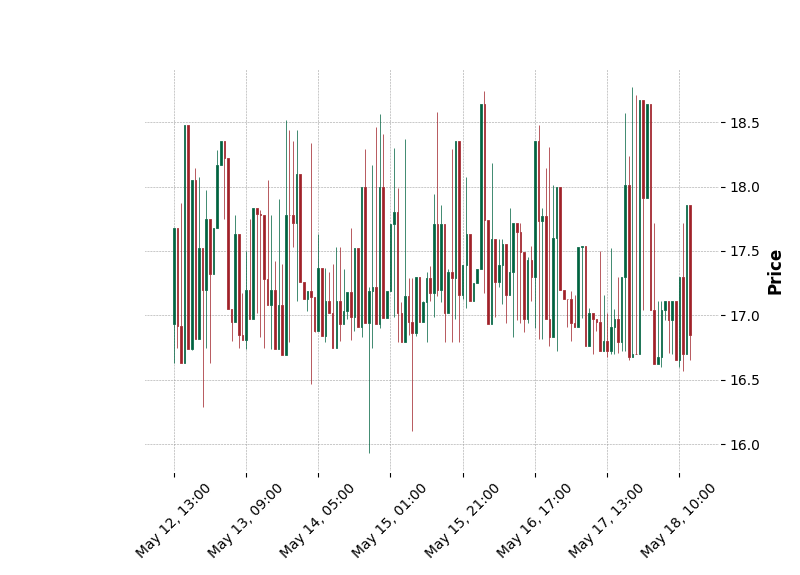 18.5
18.0
17.5
17.0
16.5
16.0
Price
May 12, 13:00
May 13, 09:00
May 14, 05:00
May 15, 01:00
May 15, 21:00
May 16, 17:00
May 17, 13:00
May 18, 10:00